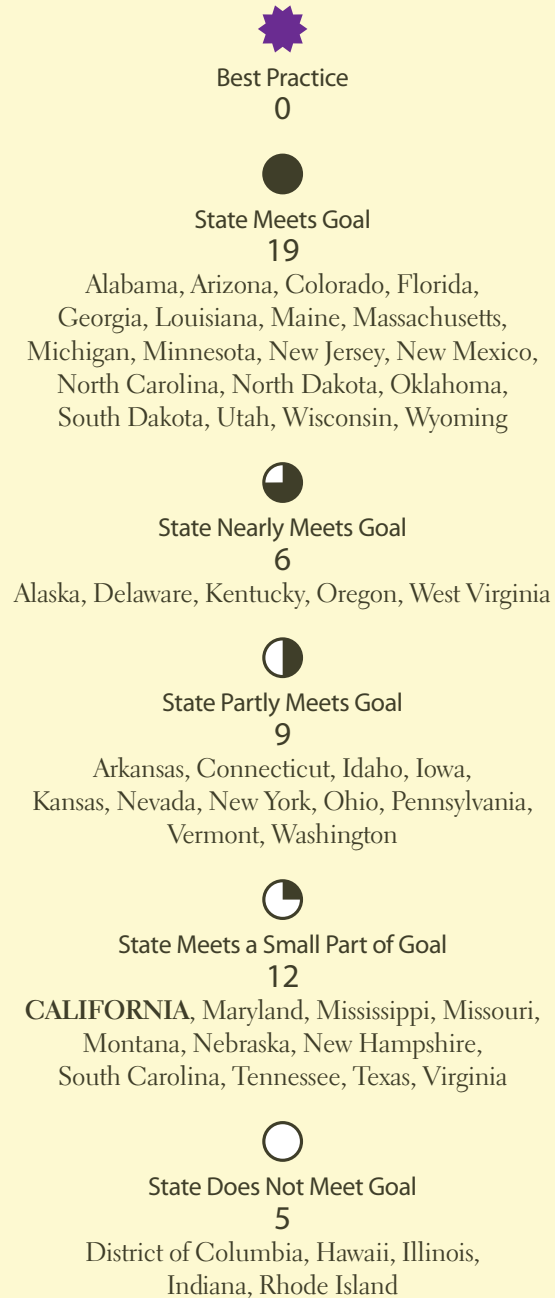 Best Practice
0
State Meets Goal
19
Alabama, Arizona, Colorado, Florida,
Georgia, Louisiana, Maine, Massachusetts,
Michigan, Minnesota, New Jersey, New Mexico,
North Carolina, North Dakota, Oklahoma,
South Dakota, Utah, Wisconsin, Wyoming
State Nearly Meets Goal
6
Alaska, Delaware, Kentucky, Oregon, West Virginia
State Partly Meets Goal
9
Arkansas, Connecticut, Idaho, Iowa,
Kansas, Nevada, New York, Ohio, Pennsylvania,
Vermont, Washington
State Meets a Small Part of Goal
12
CALIFORNIA, Maryland, Mississippi, Missouri,
Montana, Nebraska, New Hampshire,
South Carolina, Tennessee, Texas, Virginia
State Does Not Meet Goal
5
District of Columbia, Hawaii, Illinois,
Indiana, Rhode Island